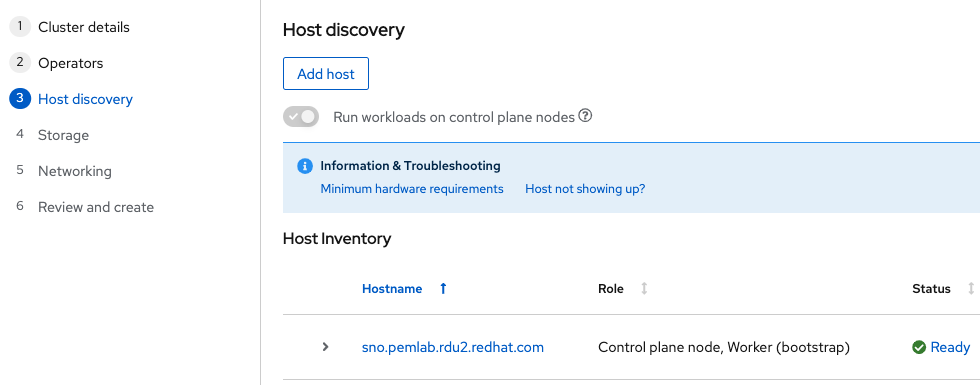 1 Cluster details
2 Operators
3 Host discovery
4 Storage
5 Networking
6 Review and create
Host discovery
Add host
Run workloads on control plane nodes
Information & Troubleshooting
Minimum hardware requirements Host not showing up?
Host Inventory
Hostname Role Status
sno.pemlab.rdu2.redhat.com Control plane node, Worker (bootstrap) Ready